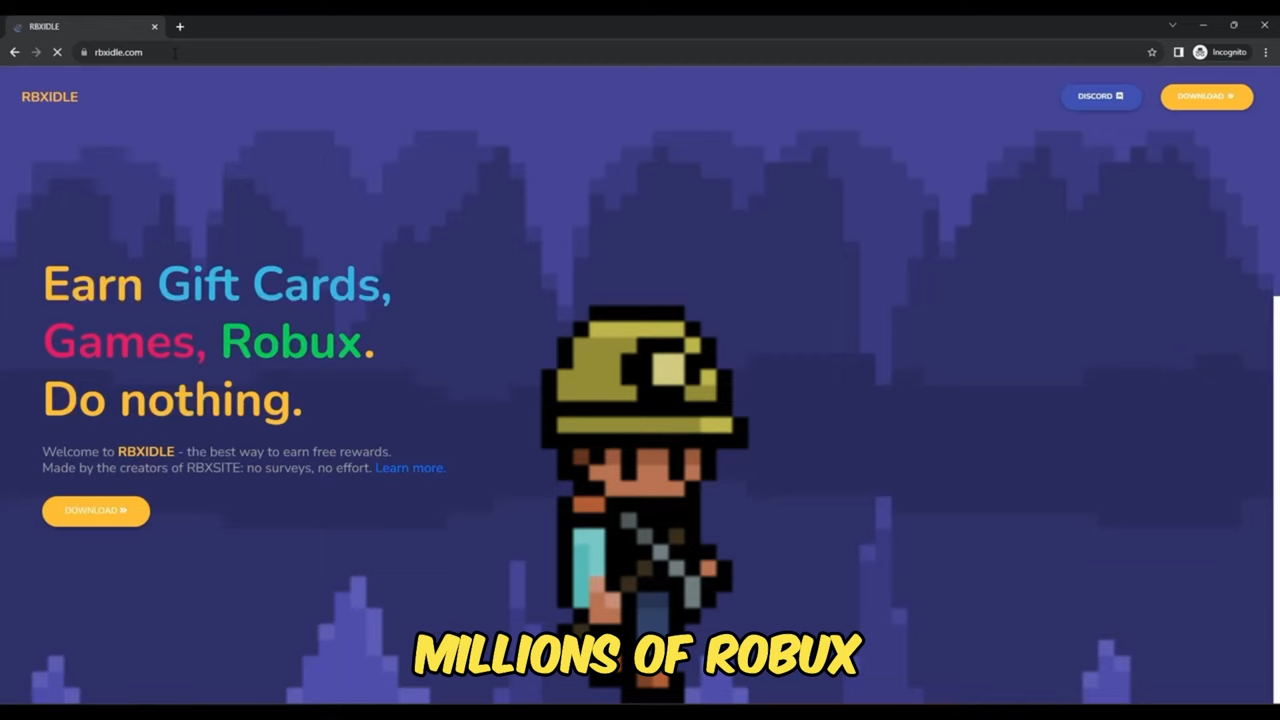 RBXIDLE
rbxidle.com
Incognito
RBXIDLE
DISCORD
DOWNLOAD
Earn Gift Cards,
Games, Robux.
Do nothing.
Welcome to RBXIDLE - the best way to earn free rewards.
Made by the creators of RBXSITE: no surveys, no effort. Learn more.
DOWNLOAD
MILLIONS OF ROBUX